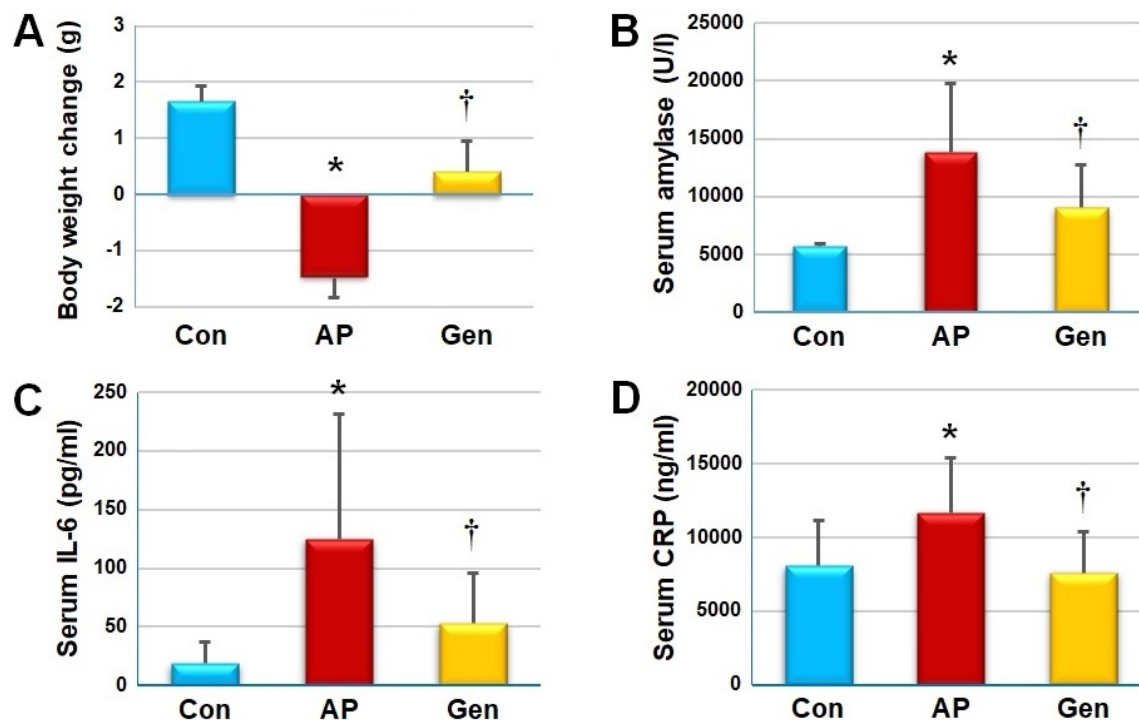 A
Body weight change (g)
3
2
1
0
-1
-2
*
†
Con AP Gen
B
Serum amylase (U/l)
25000
20000
15000
10000
5000
0
*
†
Con AP Gen
C
Serum IL-6 (pg/ml)
250
200
150
100
50
0
*
†
Con AP Gen
D
Serum CRP (ng/ml)
20000
15000
10000
5000
0
*
†
Con AP Gen